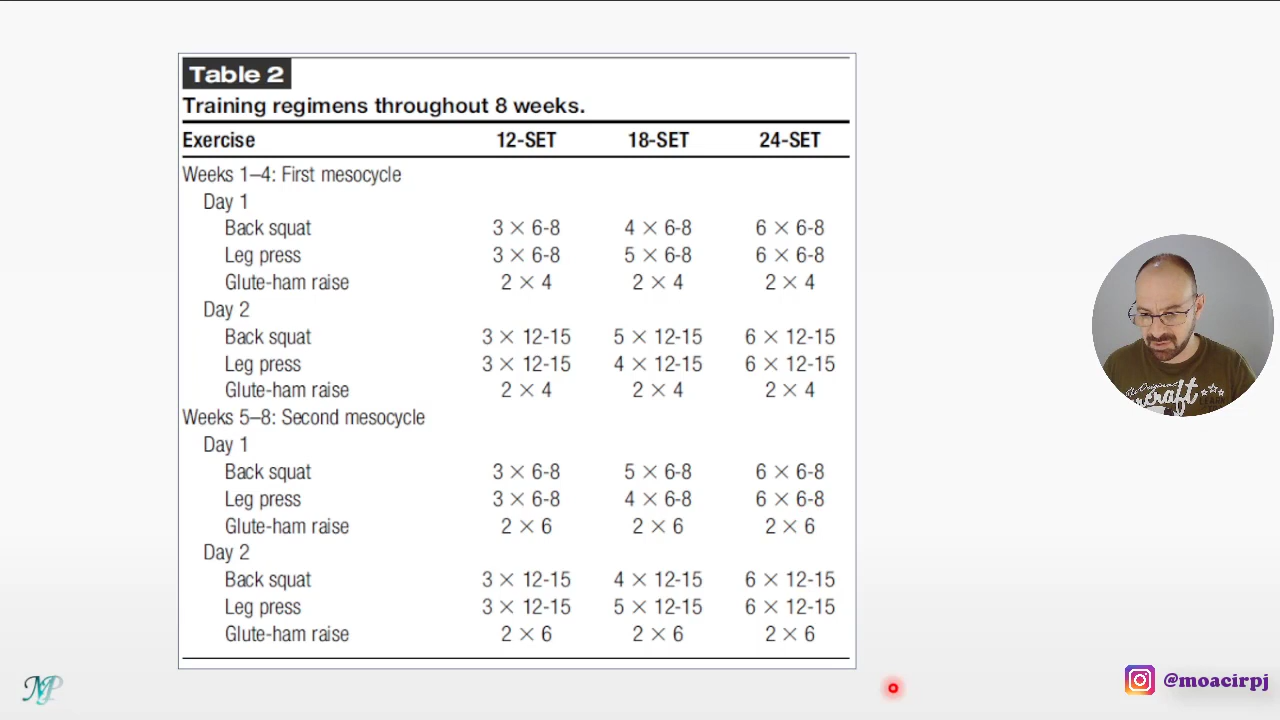 Table 2
Training regimens throughout 8 weeks.
Exercise 12-SET 18-SET 24-SET
Weeks 1–4: First mesocycle
Day 1
Back squat 3 × 6-8 4 × 6-8 6 × 6-8
Leg press 3 × 6-8 5 × 6-8 6 × 6-8
Glute-ham raise 2 × 4 2 × 4 2 × 4
Day 2
Back squat 3 × 12-15 5 × 12-15 6 × 12-15
Leg press 3 × 12-15 4 × 12-15 6 × 12-15
Glute-ham raise 2 × 4 2 × 4 2 × 4
Weeks 5–8: Second mesocycle
Day 1
Back squat 3 × 6-8 5 × 6-8 6 × 6-8
Leg press 3 × 6-8 4 × 6-8 6 × 6-8
Glute-ham raise 2 × 6 2 × 6 2 × 6
Day 2
Back squat 3 × 12-15 4 × 12-15 6 × 12-15
Leg press 3 × 12-15 5 × 12-15 6 × 12-15
Glute-ham raise 2 × 6 2 × 6 2 × 6
MP
@moacirpj